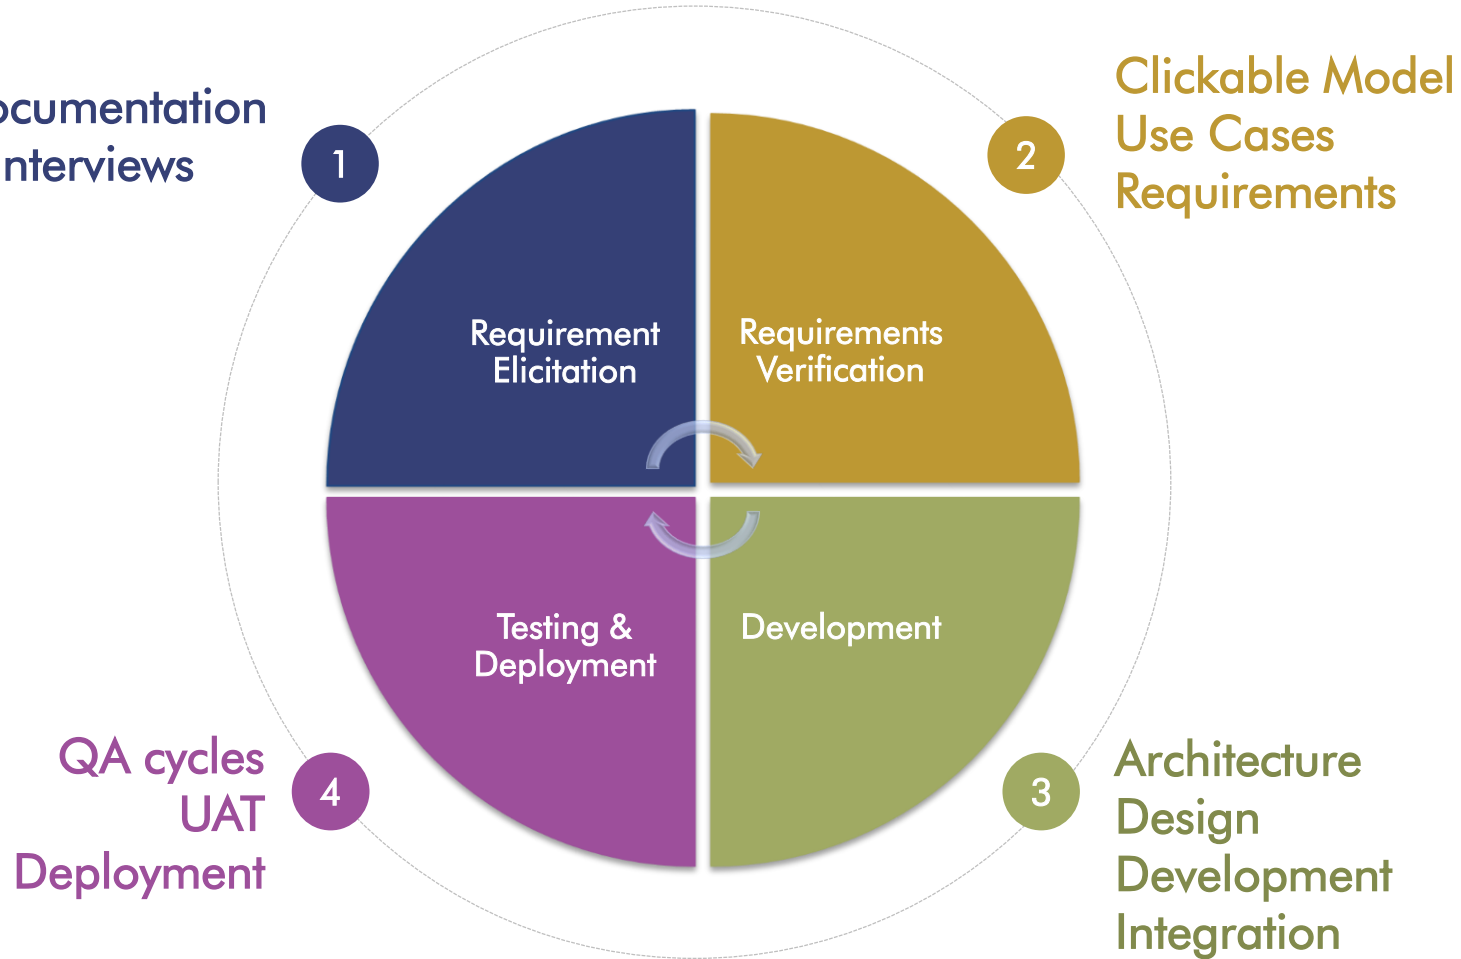 ocumentation
nterviews
1
Requirement
Elicitation
2
Clickable Model
Use Cases
Requirements
Requirements
Verification
3
Architecture
Design
Development
Integration
Development
4
QA cycles
UAT
Deployment
Testing &
Deployment